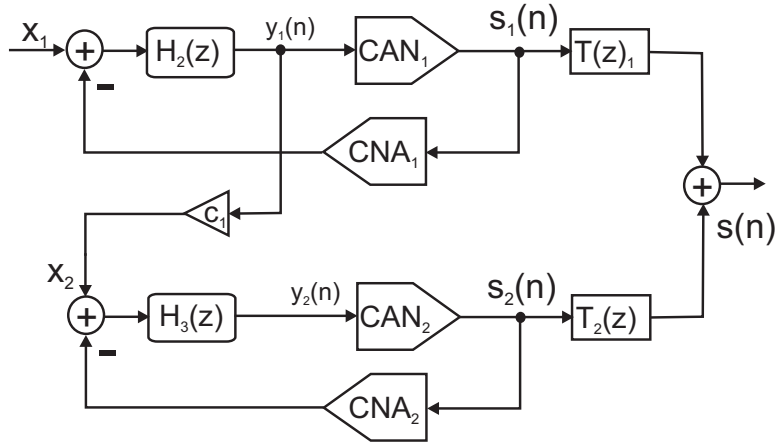 x₁ + H₂(z) y₁(n) CAN₁ s₁(n) T(z)₁
−
CNA₁
+
c₁
s(n)
x₂
+ H₃(z) y₂(n) CAN₂ s₂(n) T₂(z)
−
CNA₂